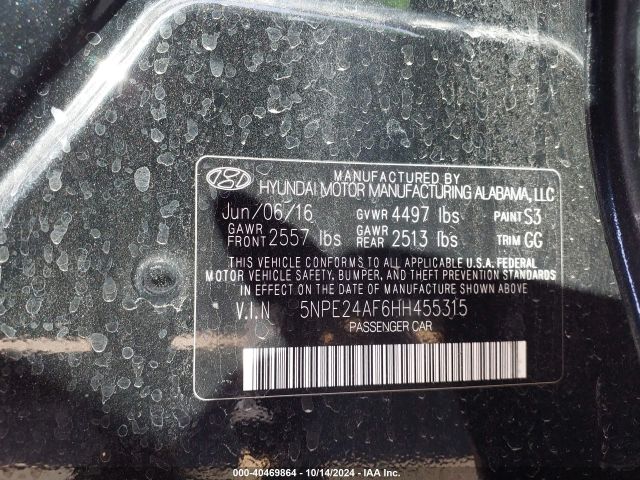 MANUFACTURED BY
HYUNDAI MOTOR MANUFACTURING ALABAMA, LLC
Jun/06/16 GVWR 4497 lbs PAINT S3
GAWR FRONT 2557 lbs GAWR REAR 2513 lbs TRIM GG
THIS VEHICLE CONFORMS TO ALL APPLICABLE U.S.A. FEDERAL
MOTOR VEHICLE SAFETY, BUMPER, AND THEFT PREVENTION STANDARDS
IN EFFECT ON THE DATE OF MANUFACTURE SHOWN ABOVE
V.I.N 5NPE24AF6HH455315
PASSENGER CAR
000-40469864 - 10/14/2024 - IAA Inc.